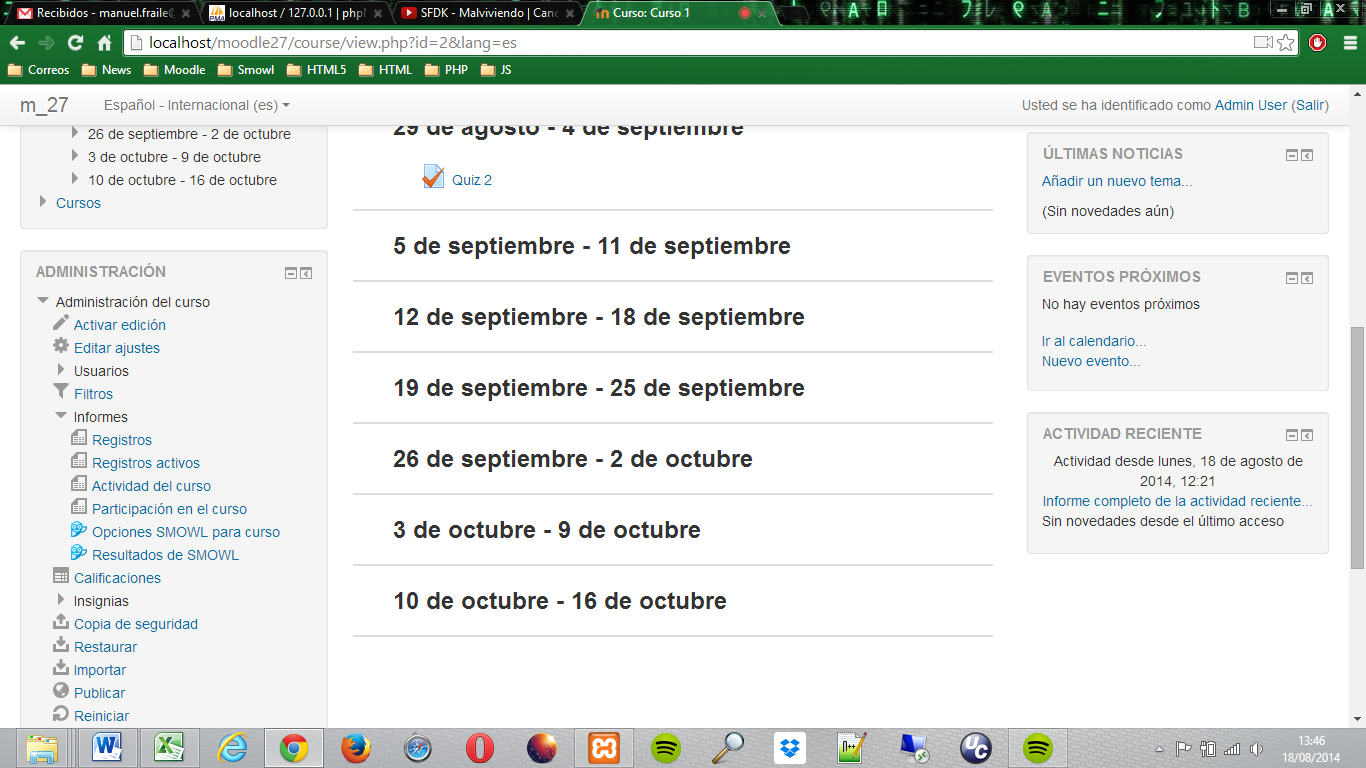 Recibidos - manuel.fraile@
localhost / 127.0.0.1 | phpM
SFDK - Malviviendo | Canc
Curso: Curso 1
localhost/moodle27/course/view.php?id=2&lang=es
Correos
News
Moodle
Smowl
HTML5
HTML
PHP
JS
m_27
Español - Internacional (es)
Usted se ha identificado como Admin User (Salir)
26 de septiembre - 2 de octubre
3 de octubre - 9 de octubre
10 de octubre - 16 de octubre
Cursos
ADMINISTRACIÓN
Administración del curso
Activar edición
Editar ajustes
Usuarios
Filtros
Informes
Registros
Registros activos
Actividad del curso
Participación en el curso
Opciones SMOWL para curso
Resultados de SMOWL
Calificaciones
Insignias
Copia de seguridad
Restaurar
Importar
Publicar
Reiniciar
29 de agosto - 4 de septiembre
Quiz 2
5 de septiembre - 11 de septiembre
12 de septiembre - 18 de septiembre
19 de septiembre - 25 de septiembre
26 de septiembre - 2 de octubre
3 de octubre - 9 de octubre
10 de octubre - 16 de octubre
ÚLTIMAS NOTICIAS
Añadir un nuevo tema...
(Sin novedades aún)
EVENTOS PRÓXIMOS
No hay eventos próximos
Ir al calendario...
Nuevo evento...
ACTIVIDAD RECIENTE
Actividad desde lunes, 18 de agosto de
2014, 12:21
Informe completo de la actividad reciente...
Sin novedades desde el último acceso
13:46
18/08/2014